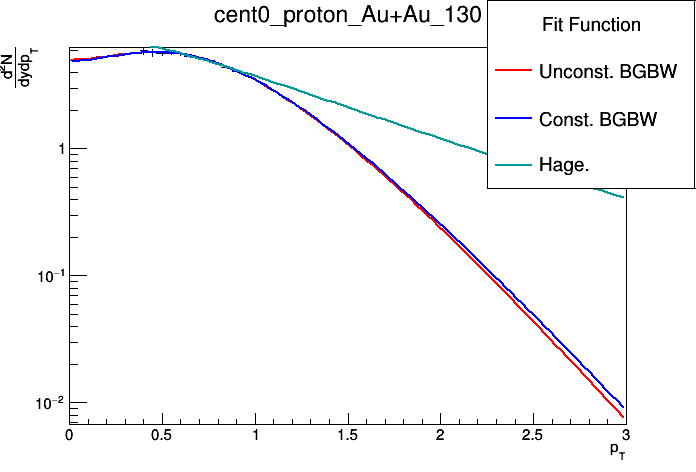 cent0_proton_Au+Au_130
Fit Function
Unconst. BGBW
Const. BGBW
Hage.
d²N
dydp_T
1
10⁻¹
10⁻²
0 0.5 1 1.5 2 2.5 3
p_T